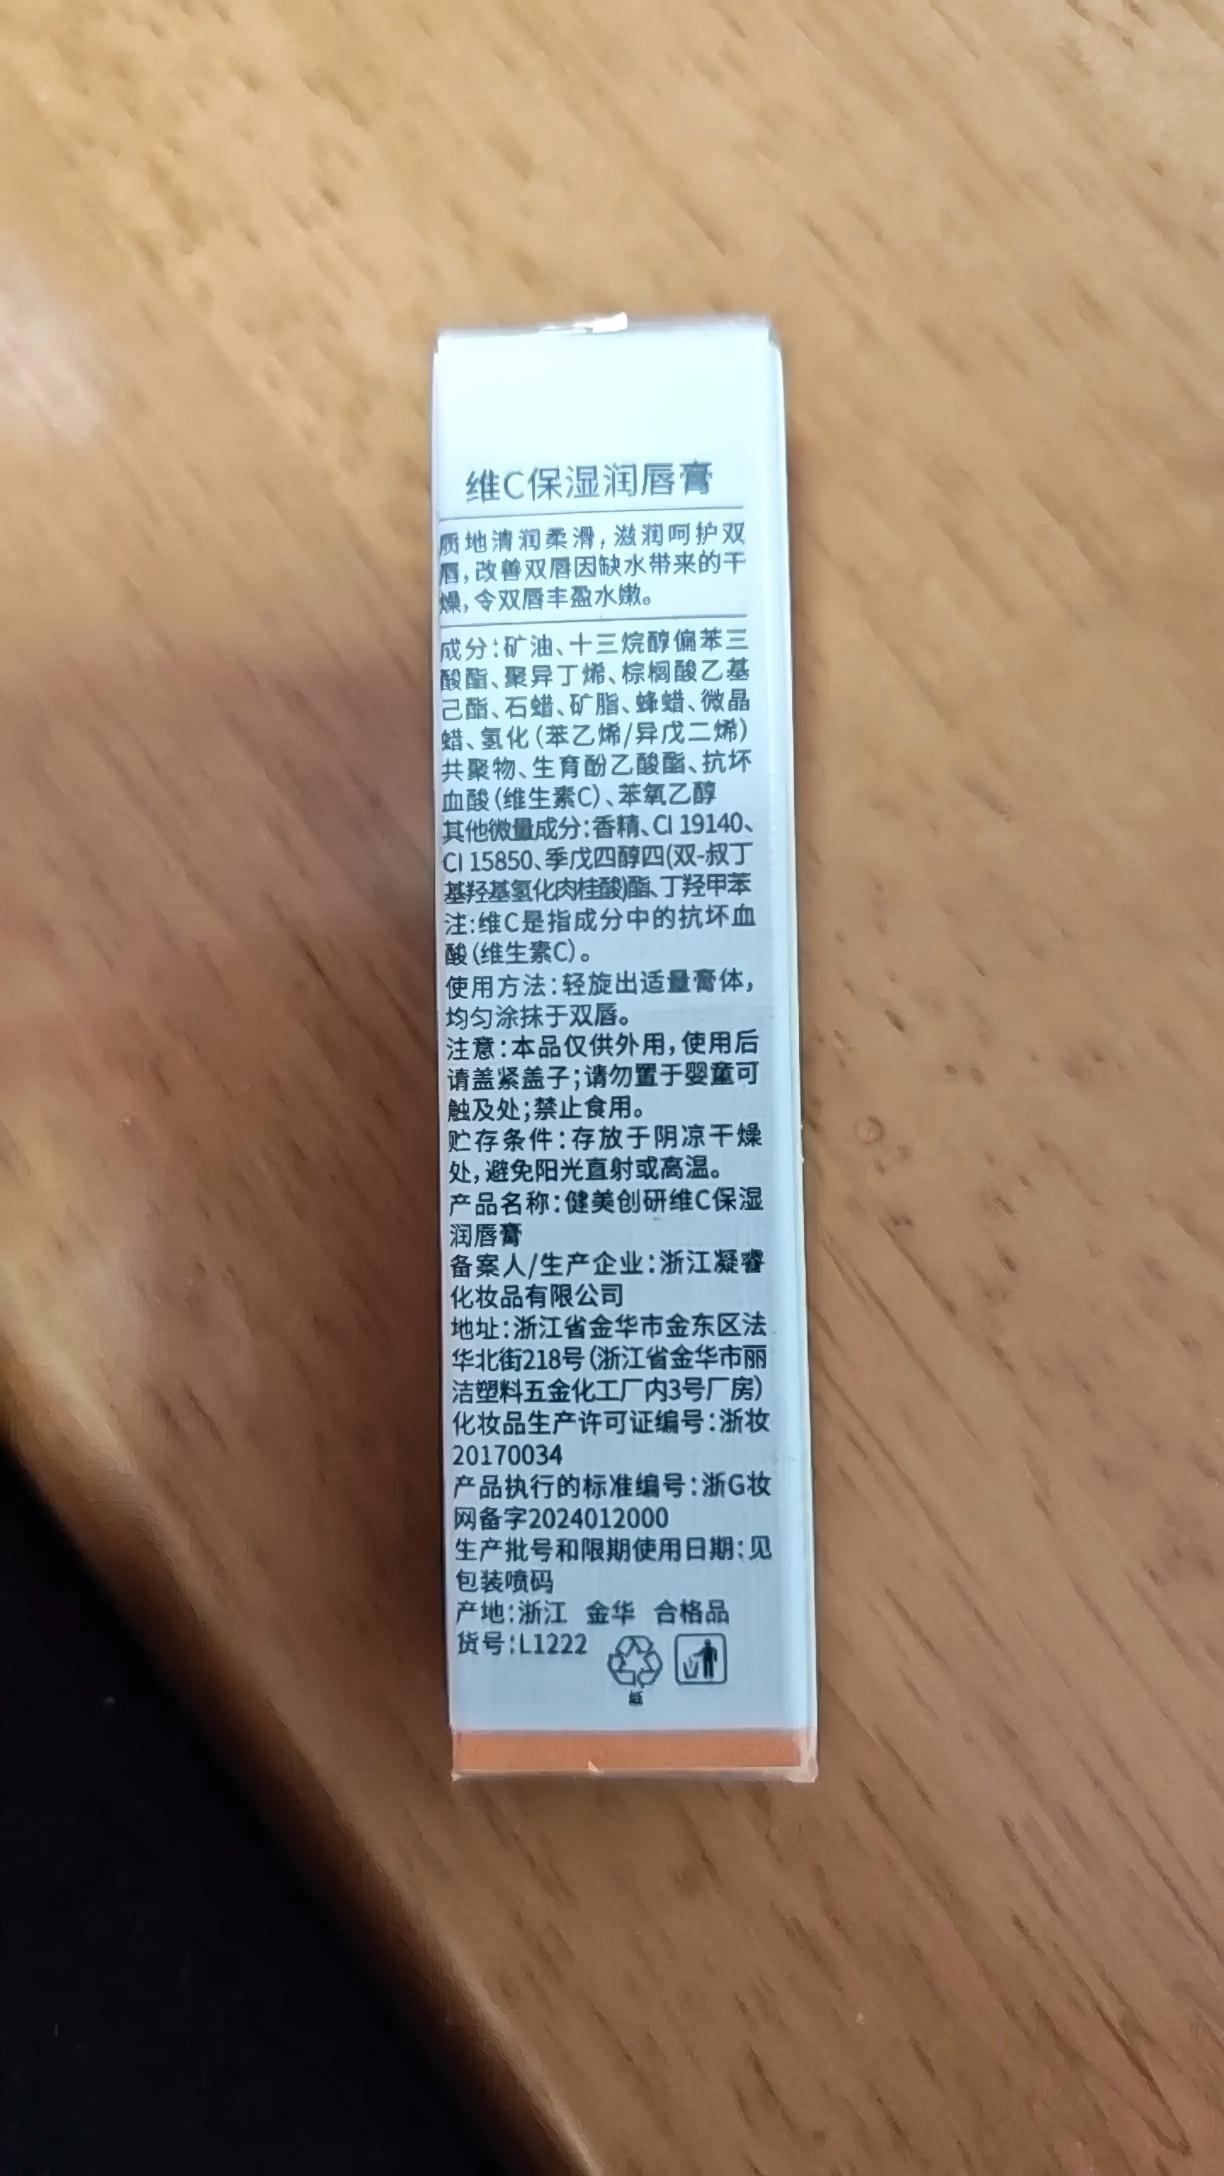 维C保湿润唇膏
质地清润柔滑,滋润呵护双
唇,改善双唇因缺水带来的干
燥,令双唇丰盈水嫩。
成分:矿油、十三烷醇偏苯三
酸酯、聚异丁烯、棕榈酸乙基
己酯、石蜡、矿脂、蜂蜡、微晶
蜡、氢化(苯乙烯/异戊二烯)
共聚物、生育酚乙酸酯、抗坏
血酸(维生素C)、苯氧乙醇
其他微量成分:香精、CI 19140、
CI 15850、季戊四醇四(双-叔丁
基羟基氢化肉桂酸)酯、丁羟甲苯
注:维C是指成分中的抗坏血
酸(维生素C)。
使用方法:轻旋出适量膏体,
均匀涂抹于双唇。
注意:本品仅供外用,使用后
请盖紧盖子;请勿置于婴童可
触及处;禁止食用。
贮存条件:存放于阴凉干燥
处,避免阳光直射或高温。
产品名称:健美创研维C保湿
润唇膏
备案人/生产企业:浙江凝睿
化妆品有限公司
地址:浙江省金华市金东区法
华北街218号(浙江省金华市丽
洁塑料五金化工厂内3号厂房)
化妆品生产许可证编号:浙妆
20170034
产品执行的标准编号:浙G妆
网备字2024012000
生产批号和限期使用日期:见
包装喷码
产地:浙江 金华 合格品
货号:L1222
纸